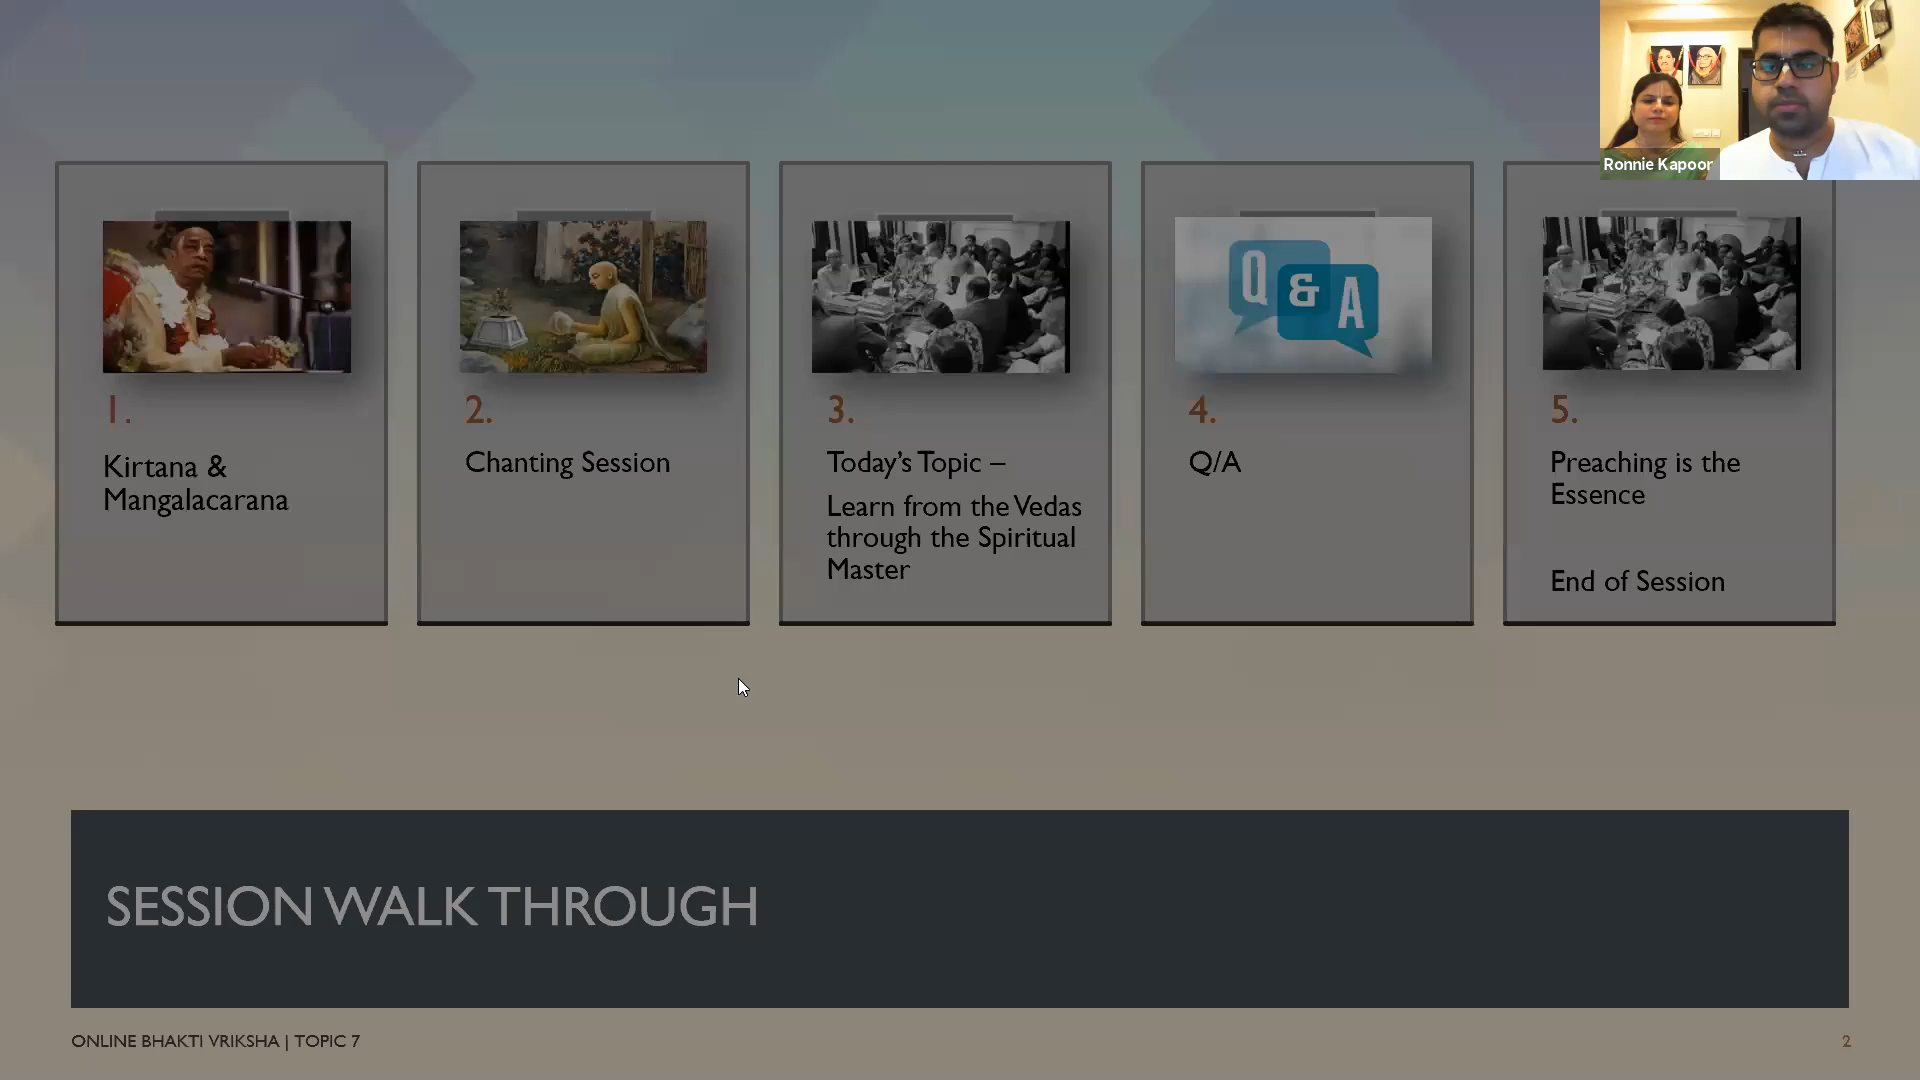 Ronnie Kapoor
Q & A
1.
Kirtana &
Mangalacarana
2.
Chanting Session
3.
Today's Topic –
Learn from the Vedas
through the Spiritual
Master
4.
Q/A
5.
Preaching is the
Essence
End of Session
SESSION WALK THROUGH
ONLINE BHAKTI VRIKSHA | TOPIC 7
2